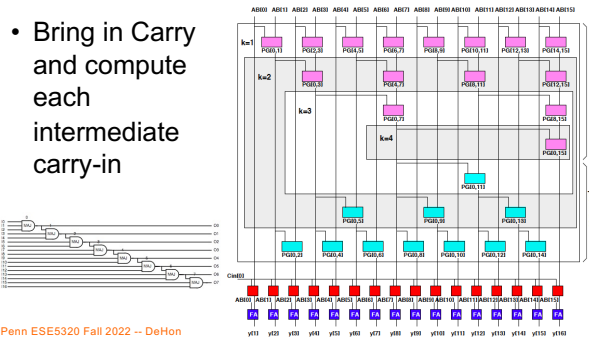 • Bring in Carry
and compute
each
intermediate
carry-in
AB[0] AB[1] AB[2] AB[3] AB[4] AB[5] AB[6] AB[7] AB[8] AB[9] AB[10] AB[11] AB[12] AB[13] AB[14] AB[15]
k=1
PG[0,1] PG[2,3] PG[4,5] PG[6,7] PG[8,9] PG[10,11] PG[12,13] PG[14,15]
k=2
PG[0,3] PG[4,7] PG[8,11] PG[12,15]
k=3
PG[0,7] PG[8,15]
k=4
PG[0,15]
PG[0,11]
PG[0,5] PG[0,9] PG[0,13]
PG[0,2] PG[0,4] PG[0,6] PG[0,8] PG[0,10] PG[0,12] PG[0,14]
Cin[0]
AB[0] AB[1] AB[2] AB[3] AB[4] AB[5] AB[6] AB[7] AB[8] AB[9] AB[10] AB[11] AB[12] AB[13] AB[14] AB[15]
FA FA FA FA FA FA FA FA FA FA FA FA FA FA FA FA
y[1] y[2] y[3] y[4] y[5] y[6] y[7] y[8] y[9] y[10] y[11] y[12] y[13] y[14] y[15] y[16]
Penn ESE5320 Fall 2022 -- DeHon